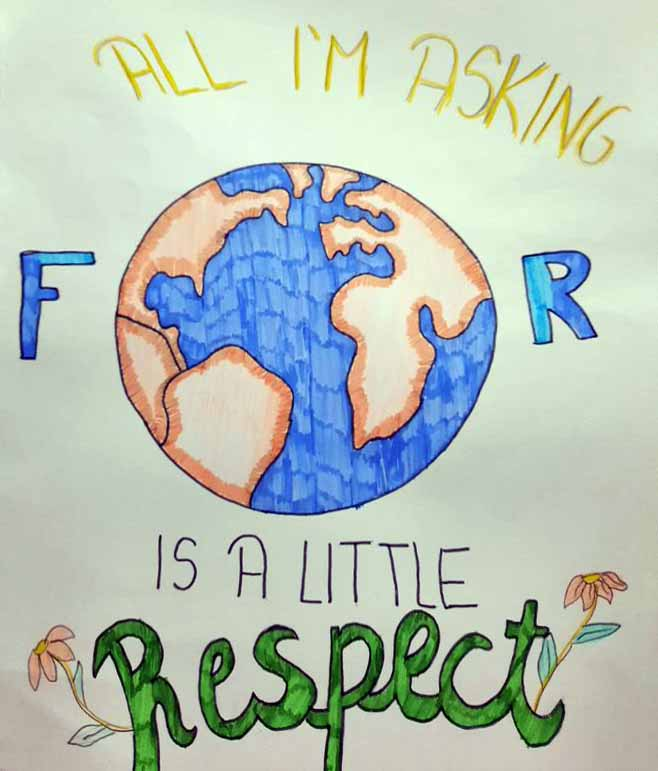 ALL I'M ASKING
F R
IS A LITTLE
Respect